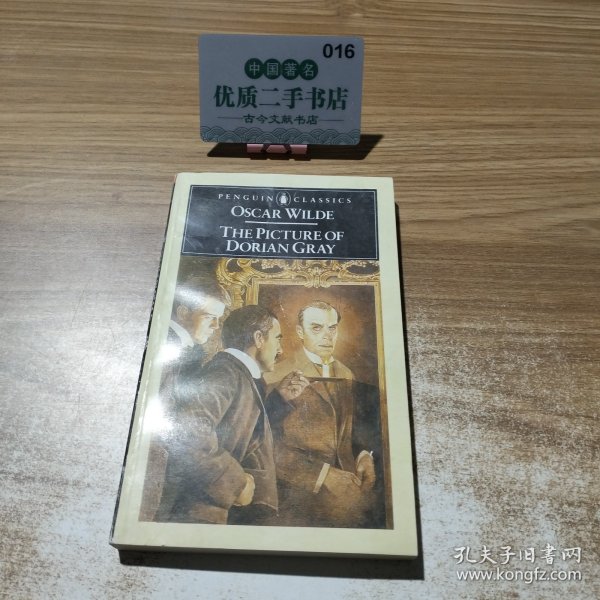 016
中国著名
优质二手书店
古今文献书店
PENGUIN CLASSICS
OSCAR WILDE
THE PICTURE OF
DORIAN GRAY
孔夫子旧书网
www.kongfz.com